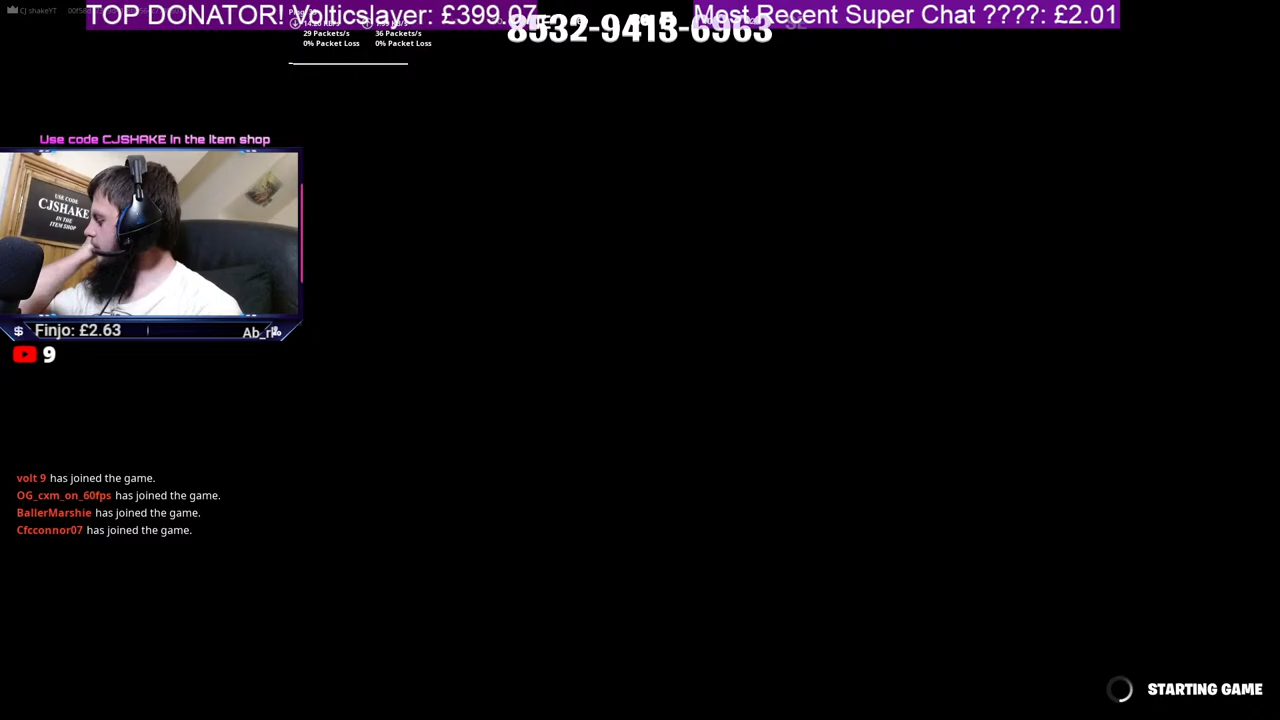 CJ shakeYT
TOP DONATOR! Volticslayer: £399.07
Most Recent Super Chat ????: £2.01
8532-9413-6963
29 Packets/s
36 Packets/s
0% Packet Loss
0% Packet Loss
Use code CJSHAKE in the item shop
USE CODE
CJSHAKE
IN THE
ITEM SHOP
$ Finjo: £2.63
9
volt 9 has joined the game.
OG_cxm_on_60fps has joined the game.
BallerMarshie has joined the game.
Cfcconnor07 has joined the game.
STARTING GAME